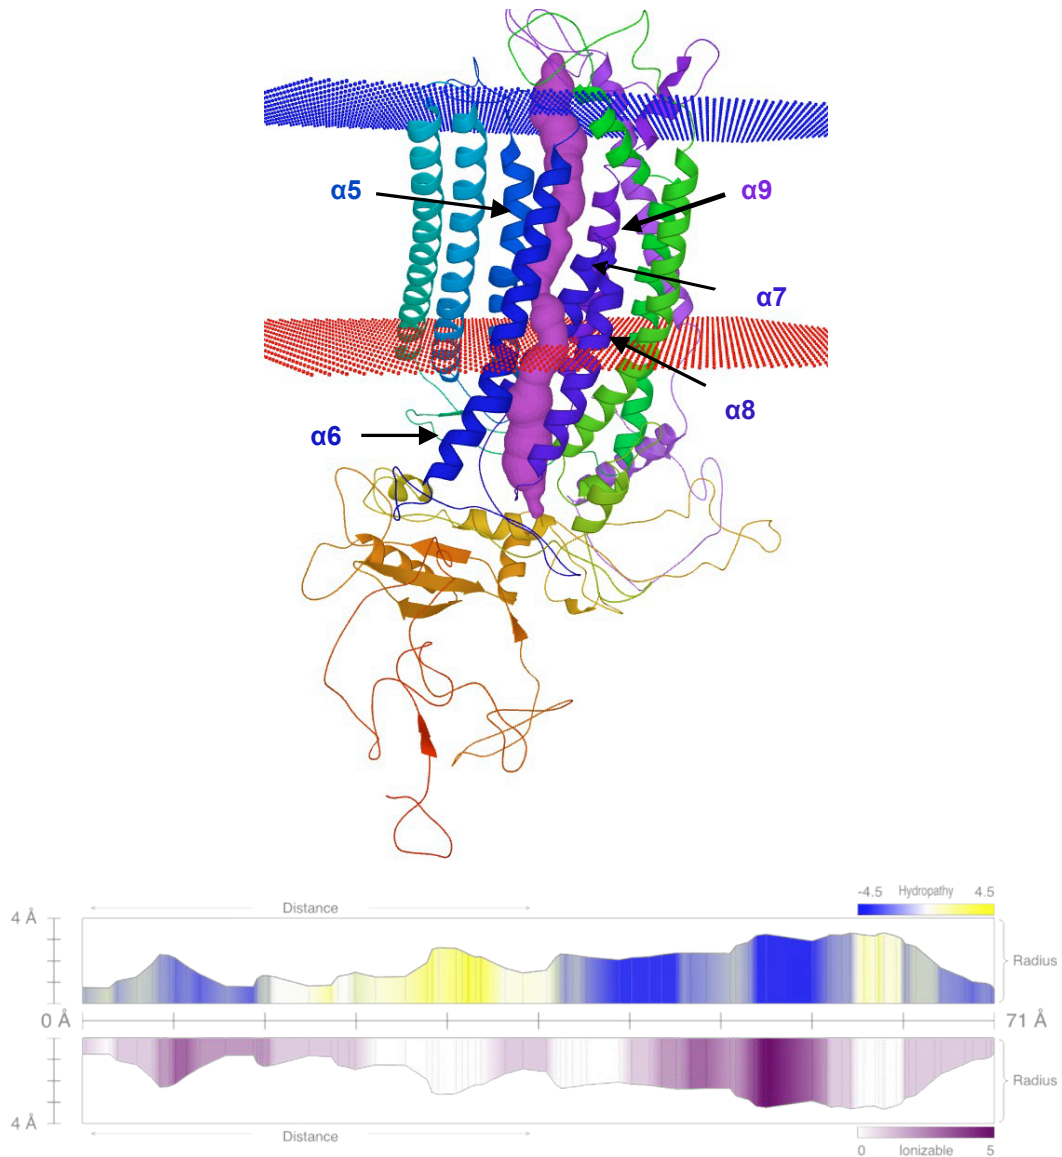 α5
α9
α7
α8
α6
-4.5 Hydropathy 4.5
Distance
4 Å
Radius
0 Å
71 Å
Radius
4 Å
Distance
0 Ionizable 5